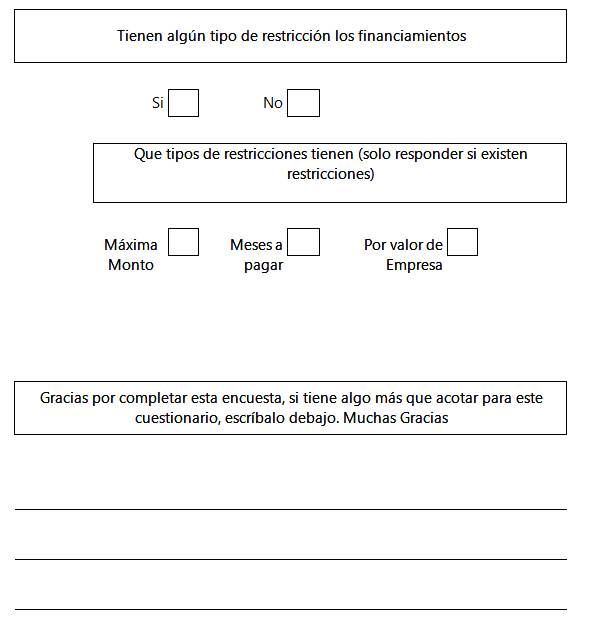 Tienen algún tipo de restricción los financiamientos
Si No
Que tipos de restricciones tienen (solo responder si existen
restricciones)
Máxima Meses a Por valor de
Monto pagar Empresa
Gracias por completar esta encuesta, si tiene algo más que acotar para este
cuestionario, escríbalo debajo. Muchas Gracias